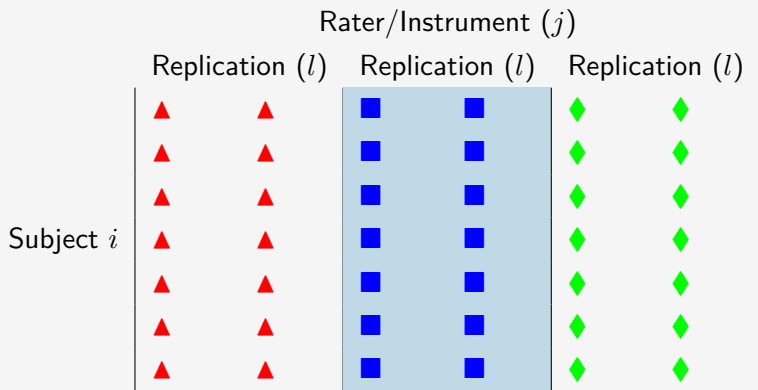 Rater/Instrument (j)
Replication (l) Replication (l) Replication (l)
Subject i